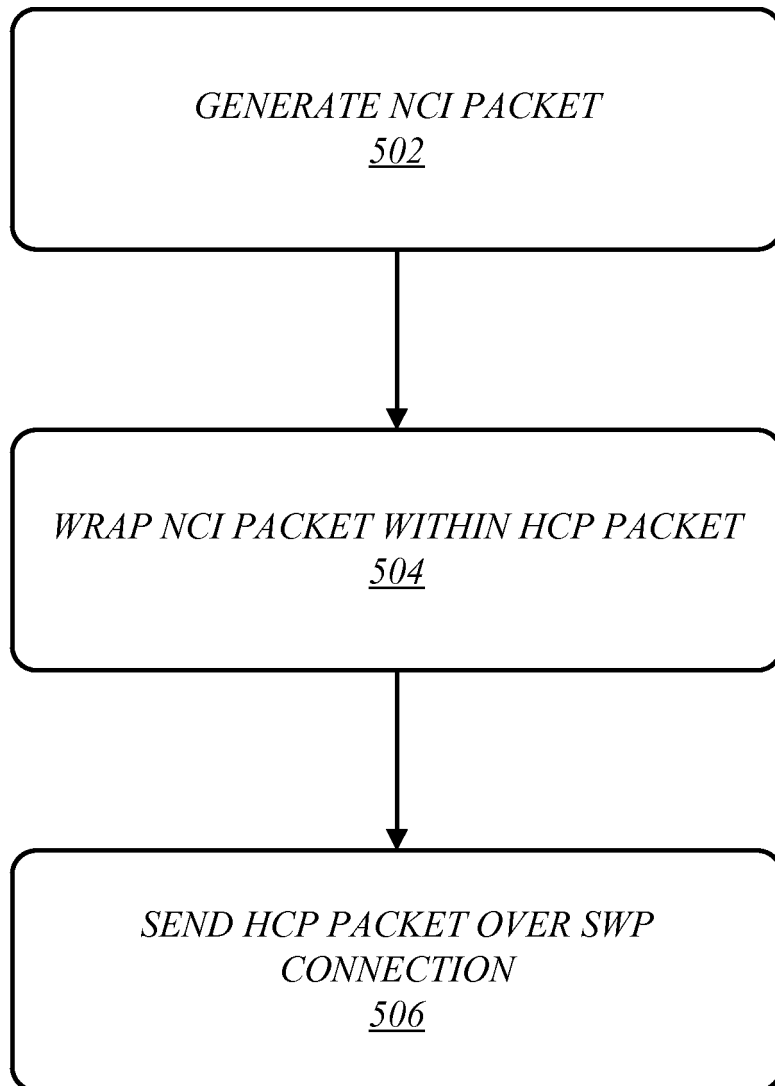 GENERATE NCI PACKET
502
WRAP NCI PACKET WITHIN HCP PACKET
504
SEND HCP PACKET OVER SWP
CONNECTION
506